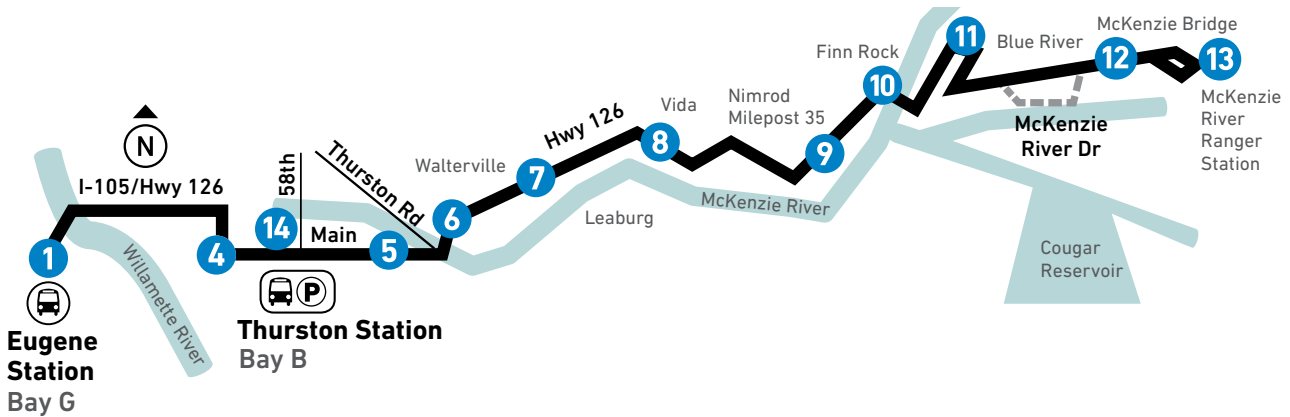 McKenzie Bridge
11
Blue River
12
13
Finn Rock
10
McKenzie
River
Ranger
Station
McKenzie
River Dr
Nimrod
Milepost 35
9
Vida
8
Hwy 126
N
Walterville
7
I-105/Hwy 126
58th
Thurston Rd
McKenzie River
Leaburg
6
14
Main
5
4
1
Willamette River
Cougar
Reservoir
P
Eugene
Station
Bay G
Thurston Station
Bay B